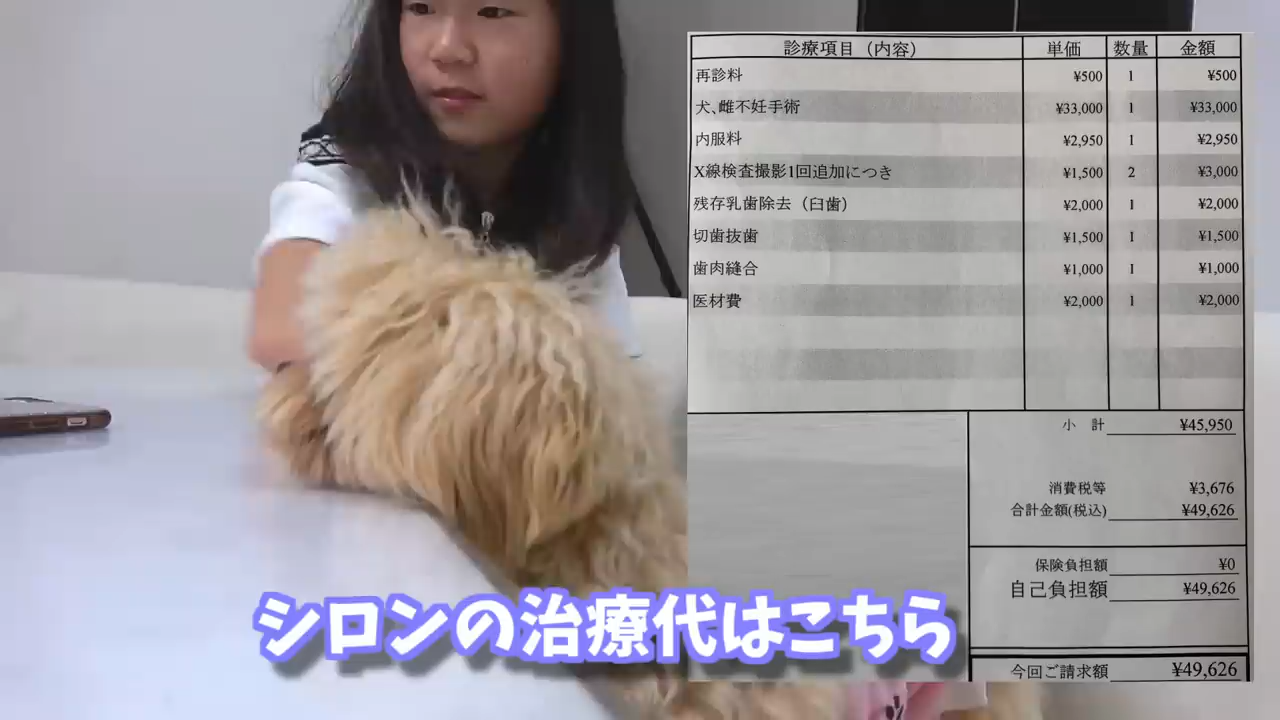 診療項目（内容） 単価 数量 金額
再診料 ¥500 1 ¥500
犬、雌不妊手術 ¥33,000 1 ¥33,000
内服料 ¥2,950 1 ¥2,950
X線検査撮影1回追加につき ¥1,500 2 ¥3,000
残存乳歯除去（臼歯） ¥2,000 1 ¥2,000
切歯抜歯 ¥1,500 1 ¥1,500
歯肉縫合 ¥1,000 1 ¥1,000
医材費 ¥2,000 1 ¥2,000
小 計 ¥45,950
消費税等 ¥3,676
合計金額(税込) ¥49,626
保険負担額 ¥0
自己負担額 ¥49,626
今回ご請求額 ¥49,626
シロンの治療代はこちら